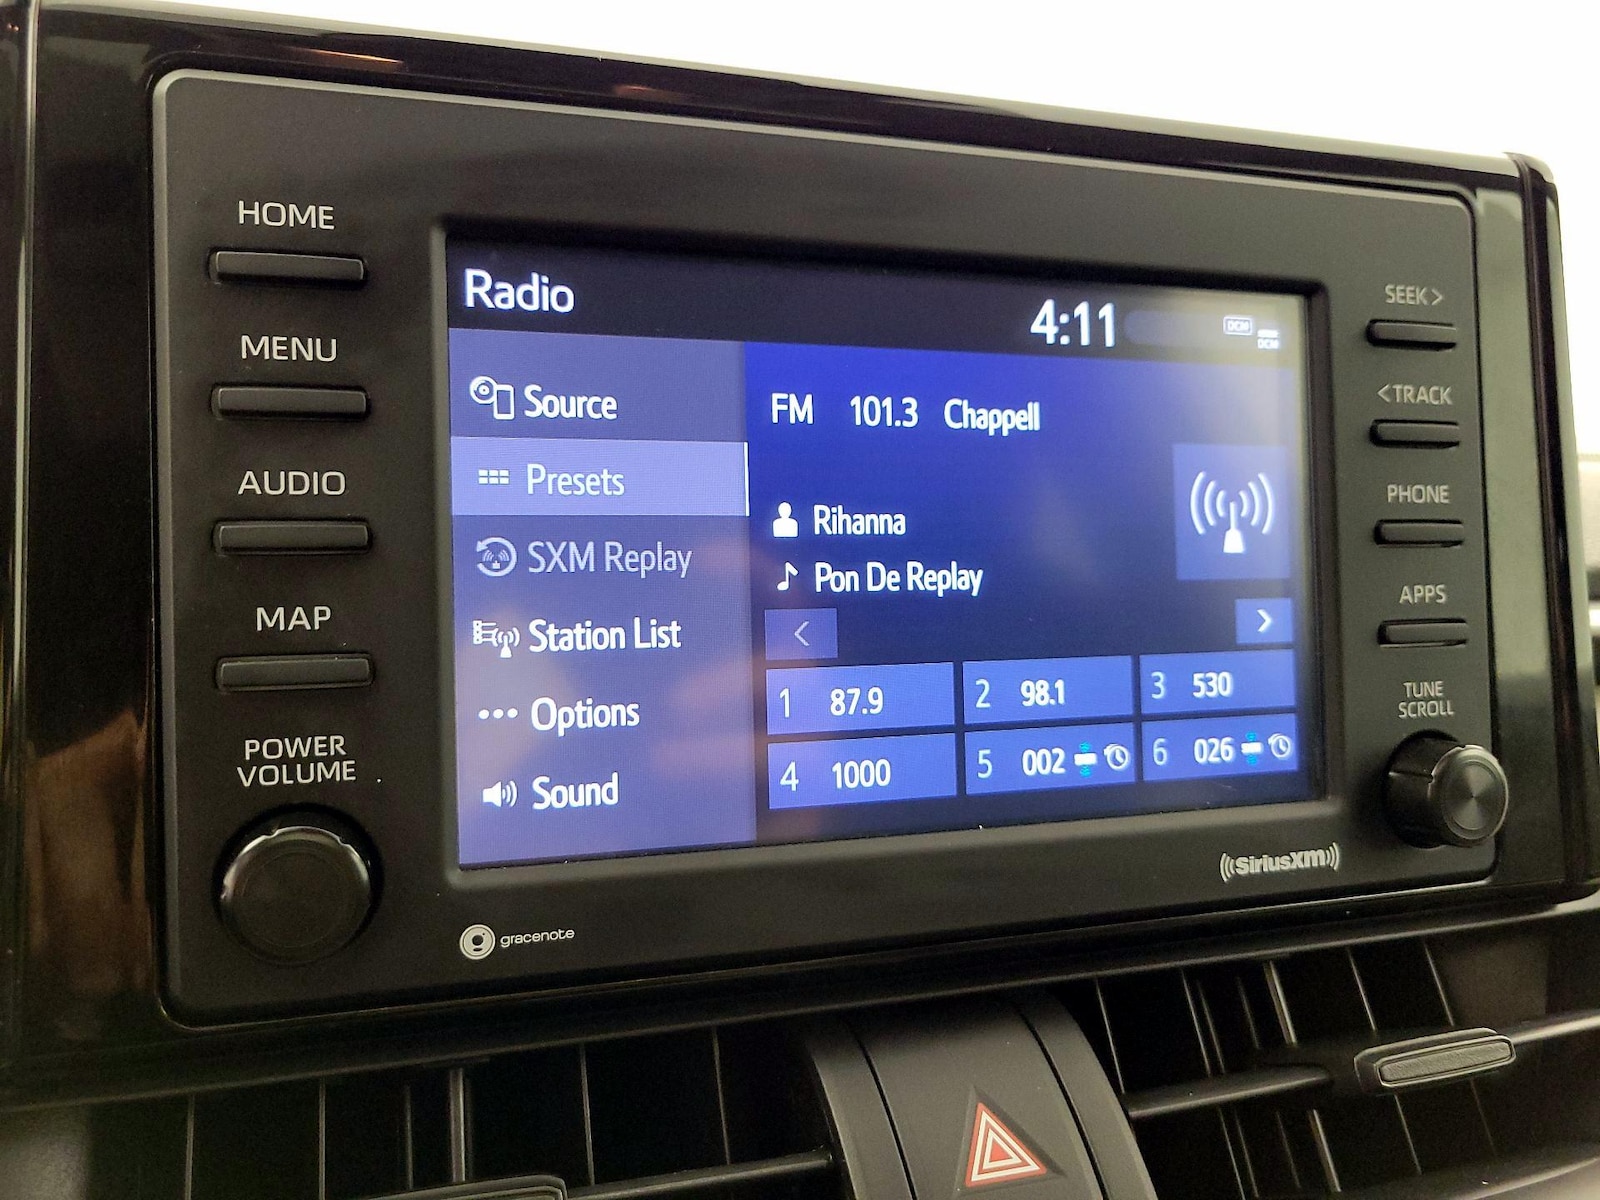 HOME
MENU
AUDIO
MAP
POWER
VOLUME
Radio
4:11
DCM
DCM
Source
Presets
SXM Replay
Station List
Options
Sound
FM 101.3 Chappell
Rihanna
Pon De Replay
1 87.9
2 98.1
3 530
4 1000
5 002
6 026
SEEK>
<TRACK
PHONE
APPS
TUNE
SCROLL
gracenote
((SiriusXM))